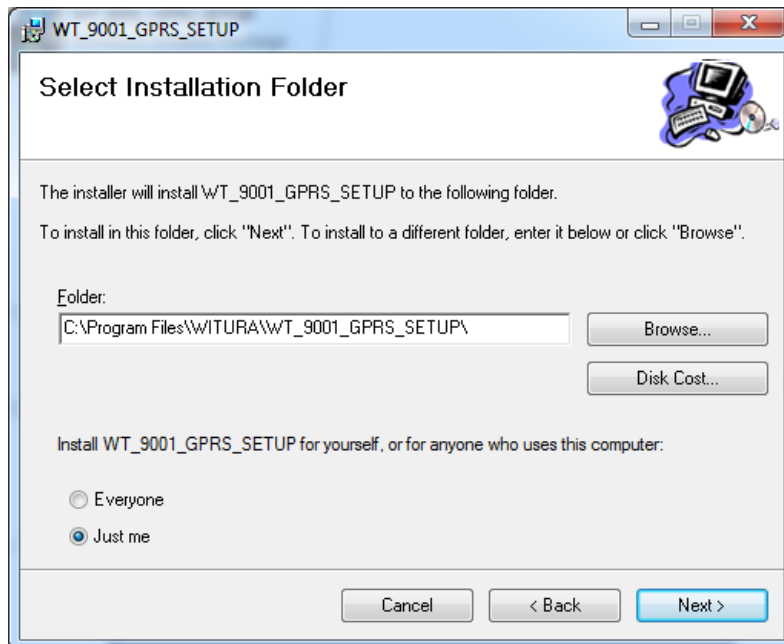 WT_9001_GPRS_SETUP
Select Installation Folder
The installer will install WT_9001_GPRS_SETUP to the following folder.
To install in this folder, click "Next". To install to a different folder, enter it below or click "Browse".
Folder:
C:\Program Files\WITURA\WT_9001_GPRS_SETUP\
Browse...
Disk Cost...
Install WT_9001_GPRS_SETUP for yourself, or for anyone who uses this computer:
Everyone
Just me
Cancel
< Back
Next >